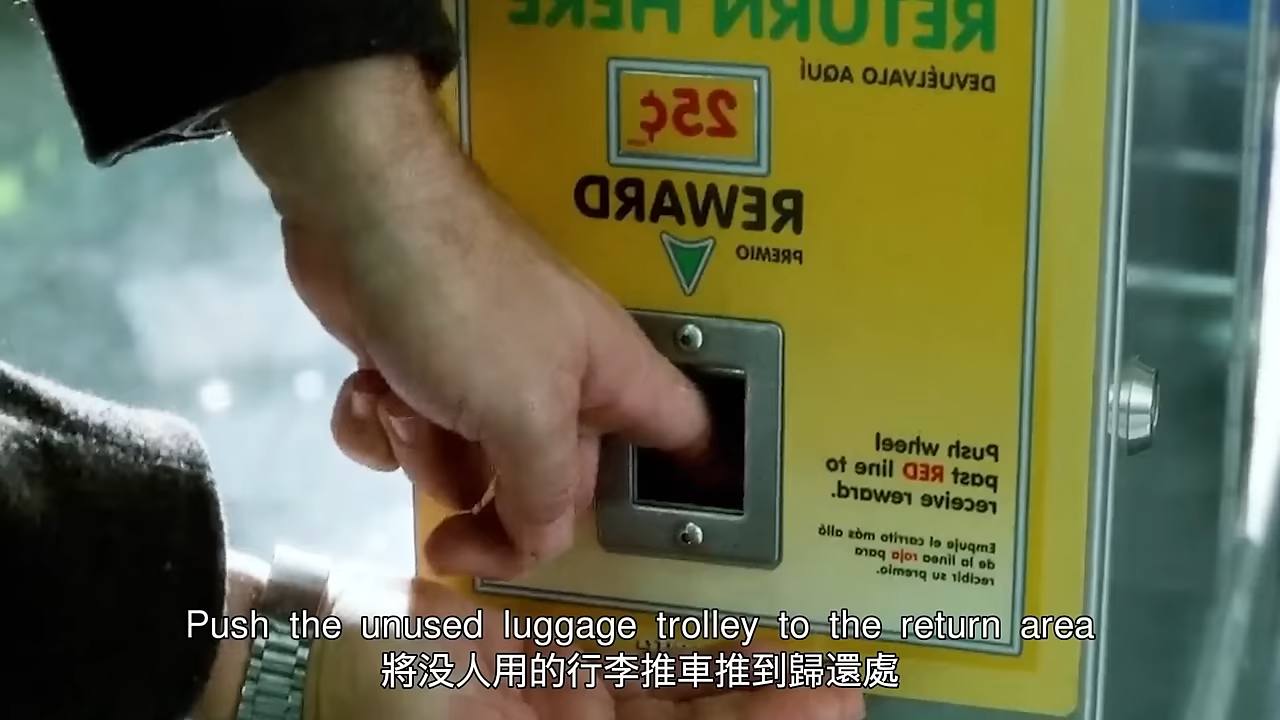 RETURN HERE
DEVUÉLVALO AQUÍ
25¢
REWARD
PREMIO
Push wheel
past RED line to
receive reward.
Empuje el carrito más allá
de la línea roja para
recibir su premio.
Push the unused luggage trolley to the return area
將没人用的行李推車推到歸還處